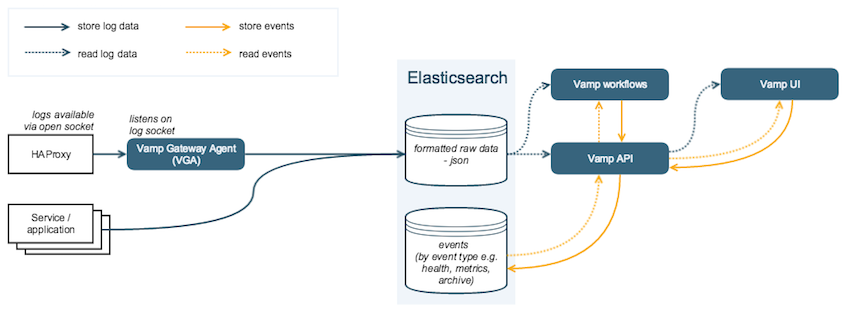 store log data
store events
read log data
read events
Elasticsearch
logs available
via open socket
listens on
log socket
HAProxy
Vamp Gateway Agent
(VGA)
formatted raw data
- json
Vamp workflows
Vamp UI
Vamp API
Service /
application
events
(by event type e.g.
health, metrics,
archive)